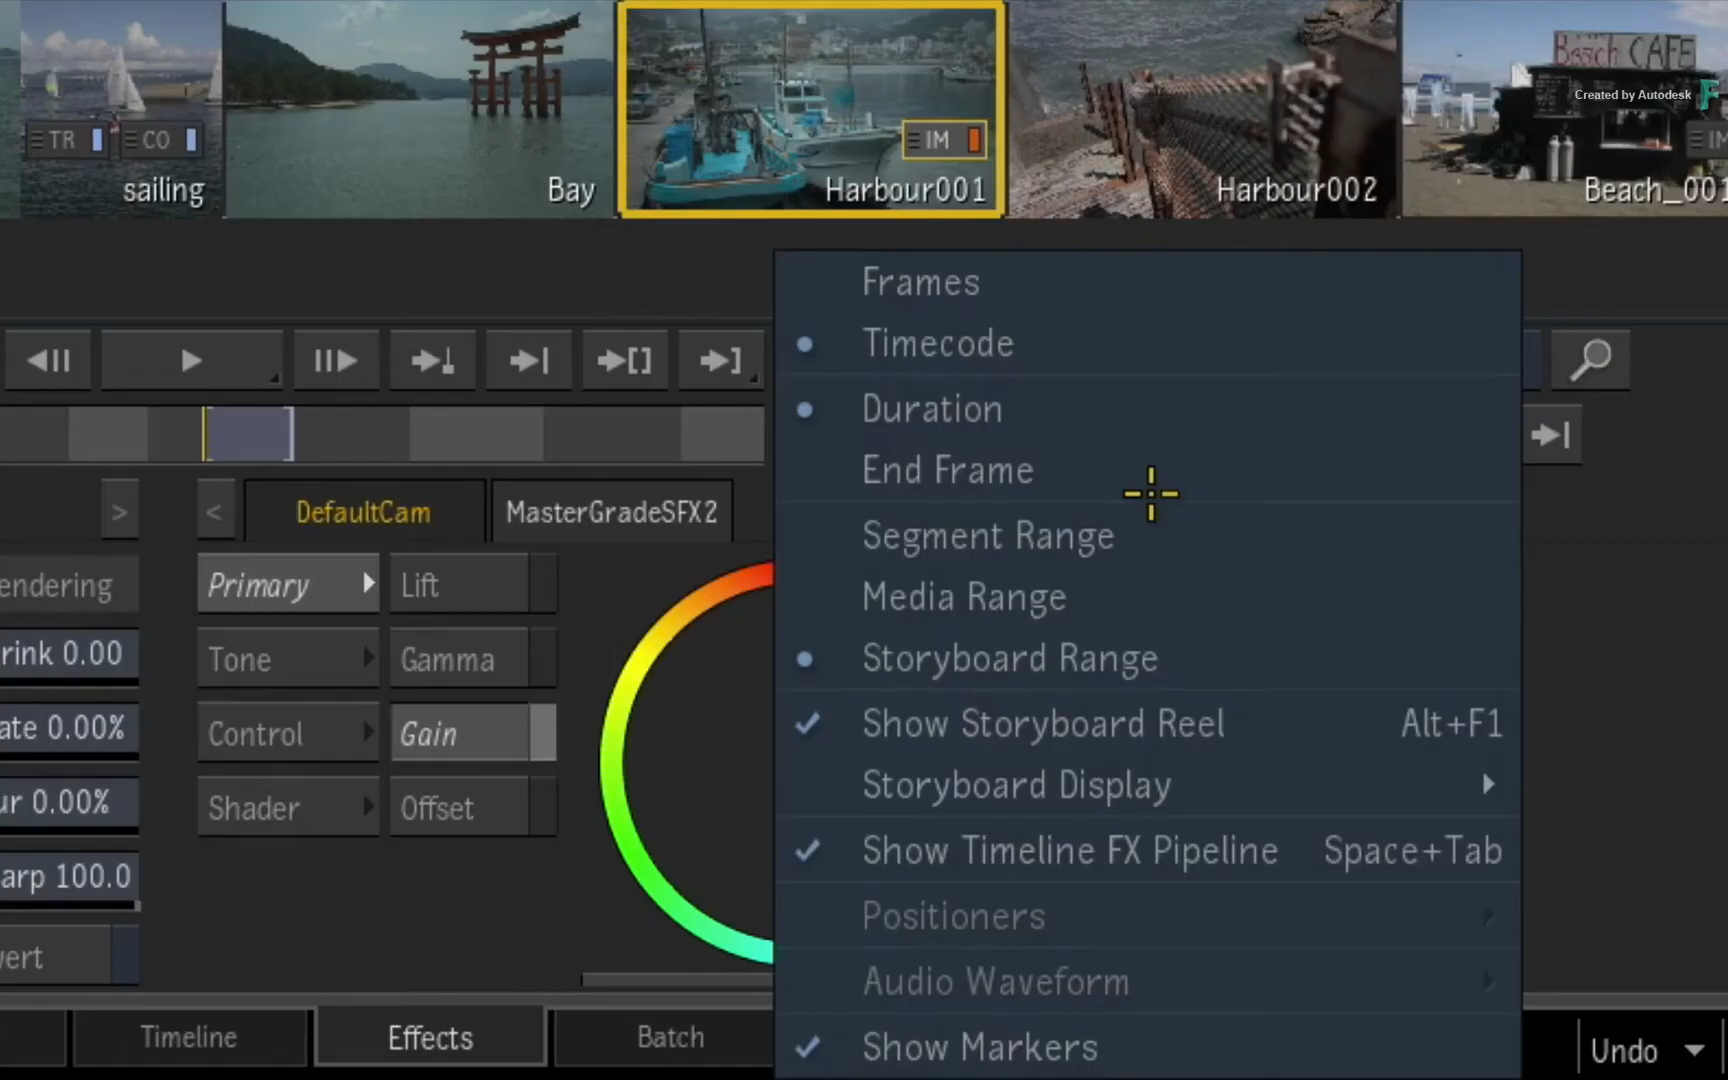 Beach CAFE
Created by Autodesk
TR
CO
IM
IM
sailing
Bay
Harbour001
Harbour002
Beach_001
Frames
Timecode
Duration
End Frame
Segment Range
Media Range
Storyboard Range
Show Storyboard Reel Alt+F1
Storyboard Display
Show Timeline FX Pipeline Space+Tab
Positioners
Audio Waveform
Show Markers
> < DefaultCam MasterGradeSFX2
endering Primary Lift
rink 0.00 Tone Gamma
ate 0.00% Control Gain
ur 0.00% Shader Offset
arp 100.0
vert
Timeline Effects Batch Undo